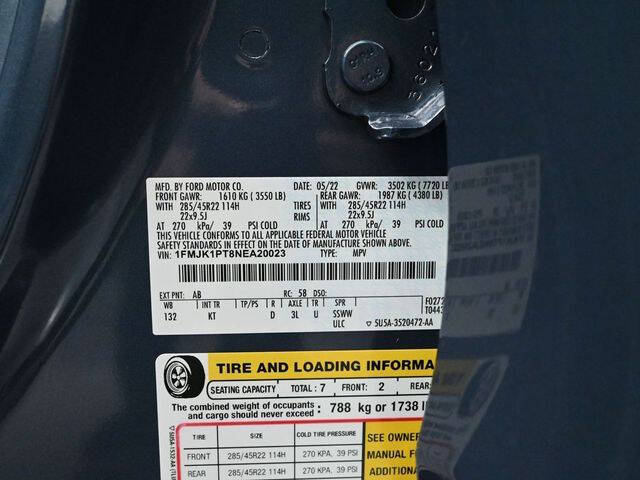 MFD. BY FORD MOTOR CO. DATE: 05/22 GVWR: 3502 KG ( 7720 LB
FRONT GAWR: 1610 KG ( 3550 LB) REAR GAWR: 1987 KG ( 4380 LB)
WITH 285/45R22 114H TIRES WITH 285/45R22 114H
22x9.5J RIMS 22x9.5J
AT 270 kPa/ 39 PSI COLD AT 270 kPa/ 39 PSI COLD
THIS VEHICLE CONFORMS TO ALL APPLICABLE FEDERAL MOTOR VEHICLE
SAFETY STANDARDS IN EFFECT ON THE DATE OF MANUFACTURE SHOWN ABOVE.
VIN: 1FMJK1PT8NEA20023 TYPE: MPV
EXT PNT: AB RC: 58 DSO:
WB INT TR TP/PS R AXLE TR SPR F0272
132 KT D 3L U SSWW T0443
ULC ▽ 5U5A-3520472-AA
TIRE AND LOADING INFORMA
SEATING CAPACITY TOTAL : 7 FRONT: 2 REAR:
The combined weight of occupants
and cargo should never exceed : 788 kg or 1738 l
TIRE SIZE COLD TIRE PRESSURE
FRONT 285/45R22 114H 270 KPA, 39 PSI
REAR 285/45R22 114H 270 KPA, 39 PSI
SEE OWNER
MANUAL FO
ADDITIONA